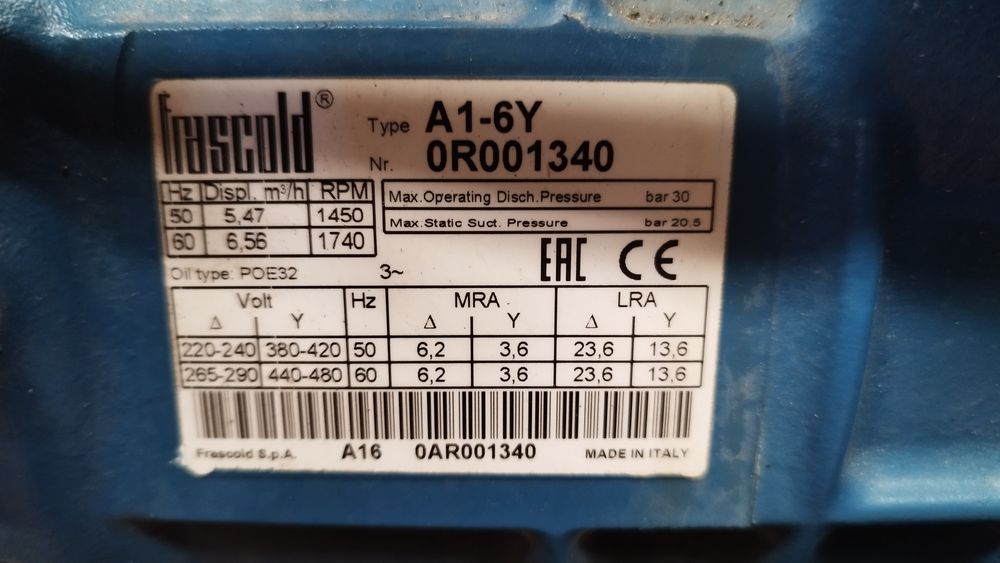 Frascold®
Type A1-6Y
Nr. 0R001340
Hz Displ. m³/h RPM
50 5,47 1450
60 6,56 1740
Max.Operating Disch.Pressure bar 30
Max.Static Suct. Pressure bar 20,5
Oil type: POE32 3~
EAC CE
Volt Hz MRA LRA
Δ Y Δ Y Δ Y
220-240 380-420 50 6,2 3,6 23,6 13,6
265-290 440-480 60 6,2 3,6 23,6 13,6
Frascold S.p.A. A16 0AR001340 MADE IN ITALY